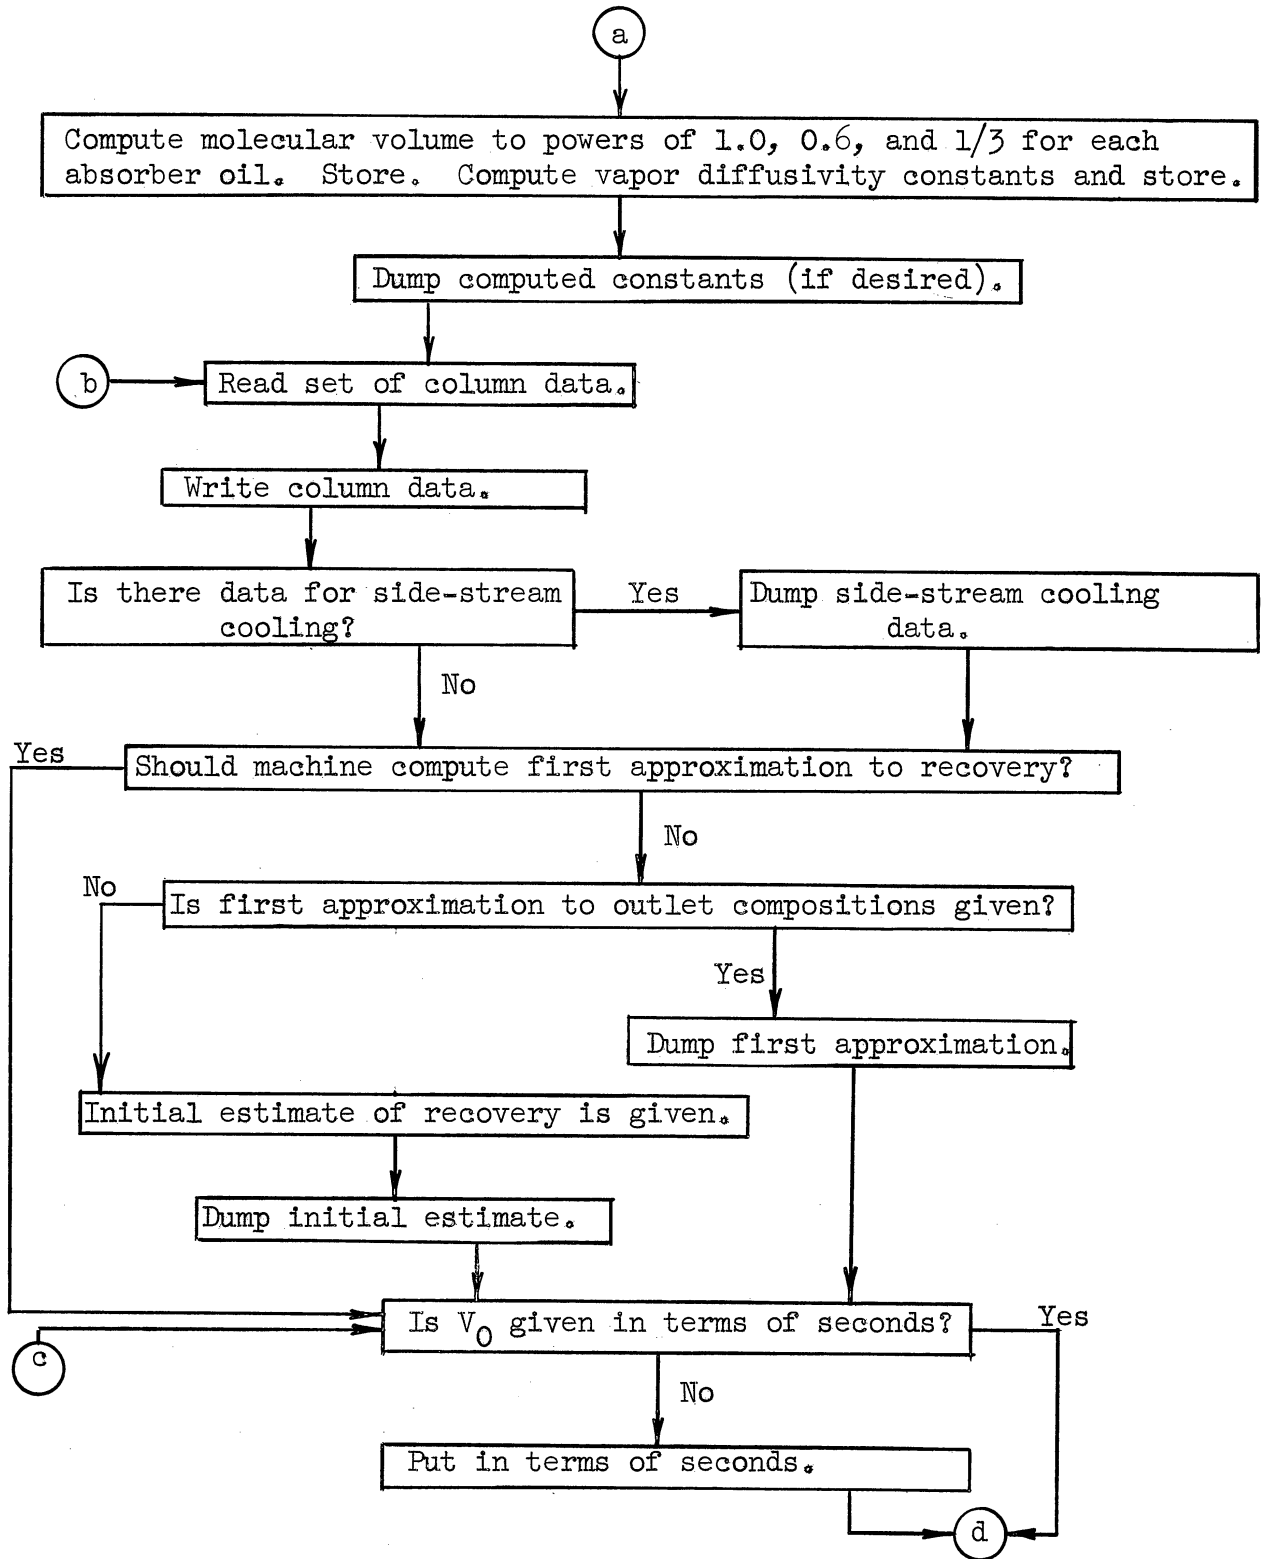 a
Compute molecular volume to powers of 1.0, 0.6, and 1/3 for each
absorber oil. Store. Compute vapor diffusivity constants and store.
Dump computed constants (if desired).
b
Read set of column data.
Write column data.
Is there data for side-stream
cooling?
Yes
Dump side-stream cooling
data.
No
Yes
Should machine compute first approximation to recovery?
No
No
Is first approximation to outlet compositions given?
Yes
Dump first approximation.
Initial estimate of recovery is given.
Dump initial estimate.
Is V0 given in terms of seconds?
Yes
c
No
Put in terms of seconds.
d